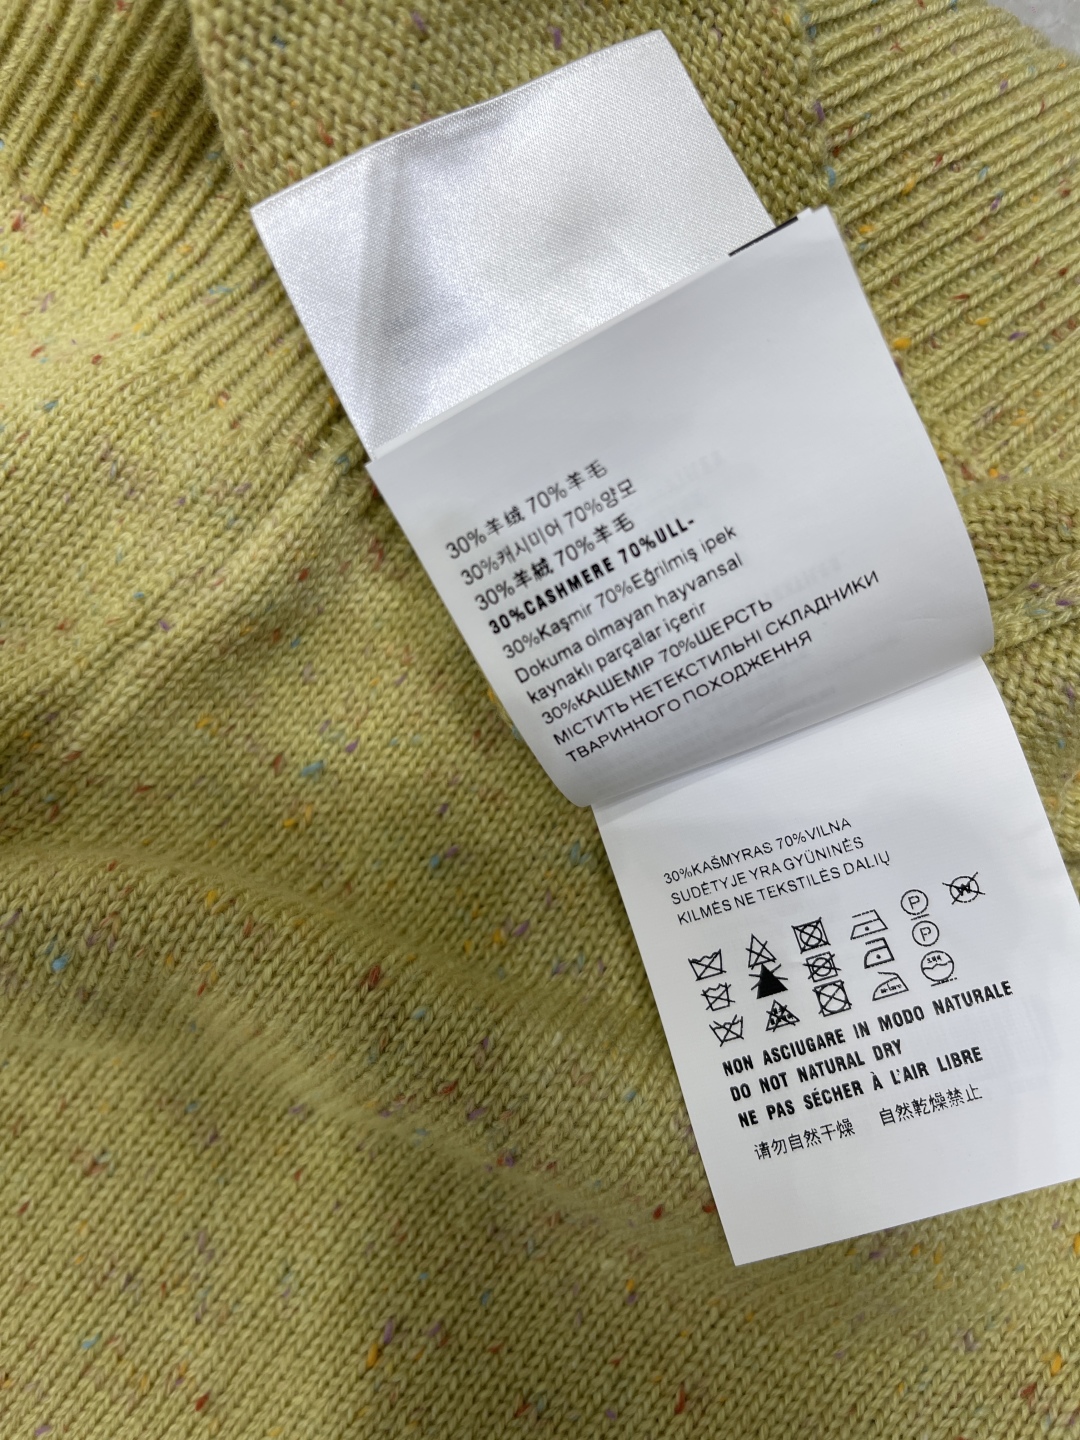 30%羊绒 70%羊毛
30%캐시미어 70%양모
30%羊絨 70%羊毛
30%CASHMERE 70%ULL-
30%Kaşmir 70%Eğrilmiş ipek
Dokuma olmayan hayvansal
kaynaklı parçalar içerir
30%КАШЕМІР 70%ШЕРСТЬ
МІСТИТЬ НЕТЕКСТИЛЬНІ СКЛАДНИКИ
ТВАРИННОГО ПОХОДЖЕННЯ
30%KAŠMYRAS 70%VILNA
SUDĖTYJE YRA GYŪNINĖS
KILMĖS NE TEKSTILĖS DALIŲ
P
W
P
NON ASCIUGARE IN MODO NATURALE
DO NOT NATURAL DRY
NE PAS SÉCHER À L'AIR LIBRE
请勿自然干燥 自然乾燥禁止